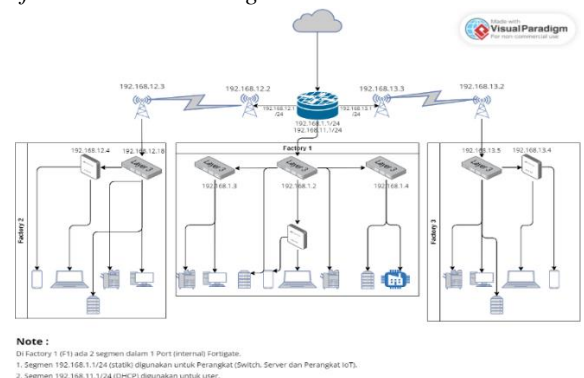 Made with
Visual Paradigm
For non-commercial use
192.168.12.3
192.168.12.2
192.168.13.3
192.168.13.2
192.168.12.1
/24
192.168.13.1
/24
192.168.1.1/24
192.168.11.1/24
Factory 1
192.168.12.4
192.168.12.18
Layer 3
Layer 3
Layer 3
192.168.13.5
192.168.13.4
192.168.1.3
192.168.1.2
192.168.1.4
Factory 2
Factory 3
Note :
Di Factory 1 (F1) ada 2 segmen dalam 1 Port (internal) Fortigate.
1. Segmen 192.168.1.1/24 (statik) digunakan untuk Perangkat (Switch, Server dan Perangkat IoT).
2. Segmen 192.168.11.1/24 (DHCP) digunakan untuk user.